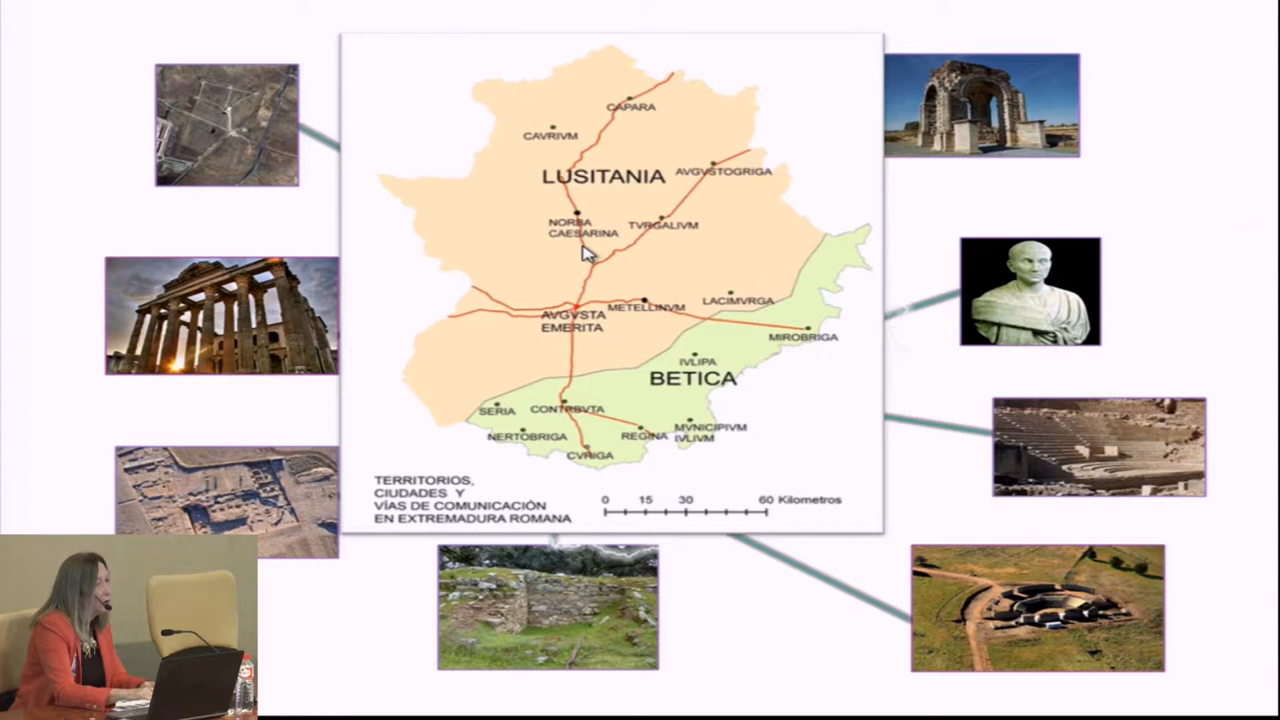 CAPARA
CAVRIVM
LUSITANIA
AVGVSTOGRIGA
NORBA
CAESARINA
TVRGALIVM
METELLINVM
LACIMVRGA
AVGVSTA
EMERITA
MIROBRIGA
IVLIPA
BETICA
SERIA
CONTRBVTA
NERTOBRIGA
REGINA
MVNICIPIVM
IVLIVM
CVRIGA
TERRITORIOS,
CIUDADES Y
VÍAS DE COMUNICACIÓN
EN EXTREMADURA ROMANA
0 15 30 60 Kilometros